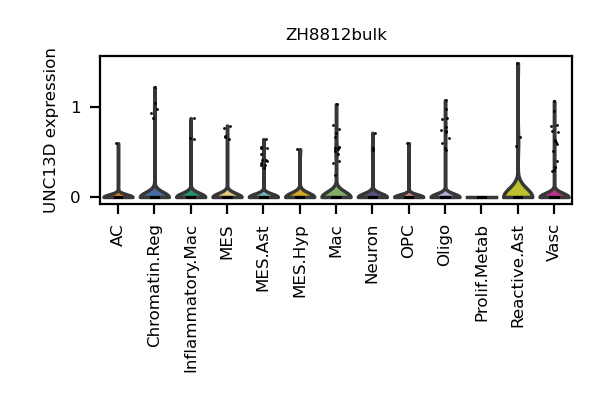 ZH8812bulk
UNC13D expression
1
0
AC
Chromatin.Reg
Inflammatory.Mac
MES
MES.Ast
MES.Hyp
Mac
Neuron
OPC
Oligo
Prolif.Metab
Reactive.Ast
Vasc